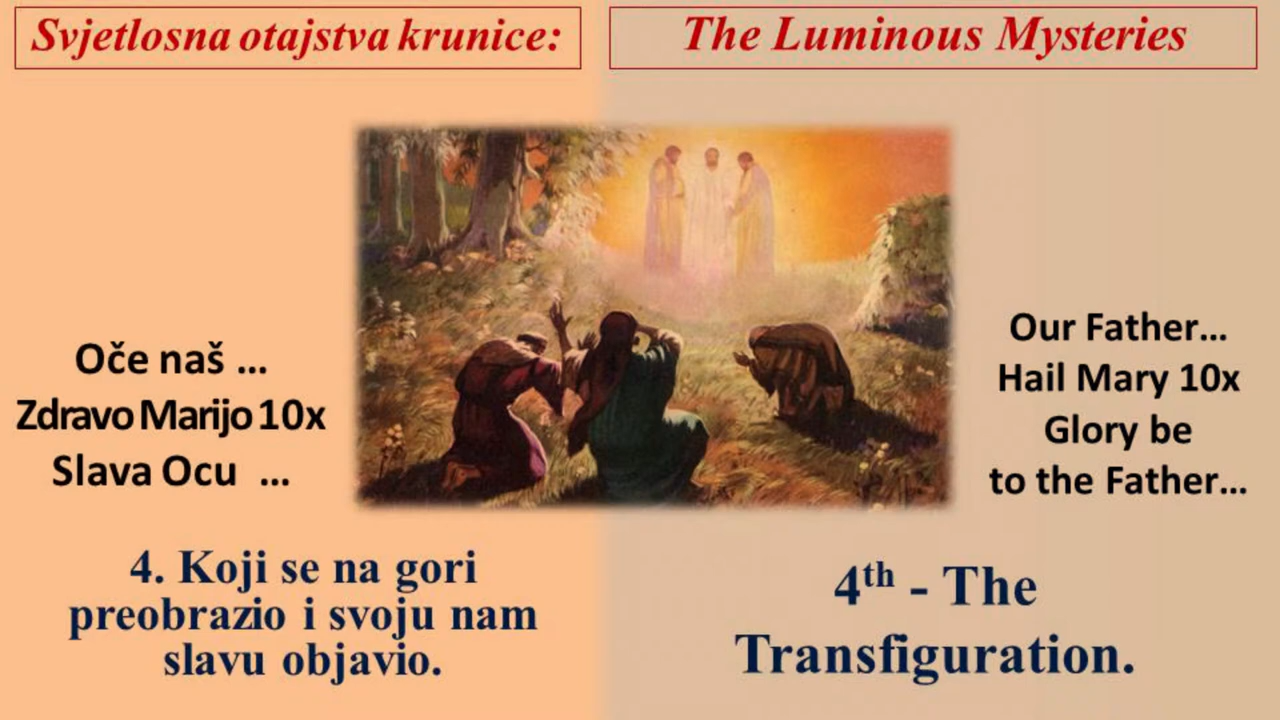 Svjetlosna otajstva krunice:
The Luminous Mysteries
Oče naš ...
Zdravo Marijo 10x
Slava Ocu ...
Our Father...
Hail Mary 10x
Glory be
to the Father...
4. Koji se na gori
preobrazio i svoju nam
slavu objavio.
4th - The
Transfiguration.